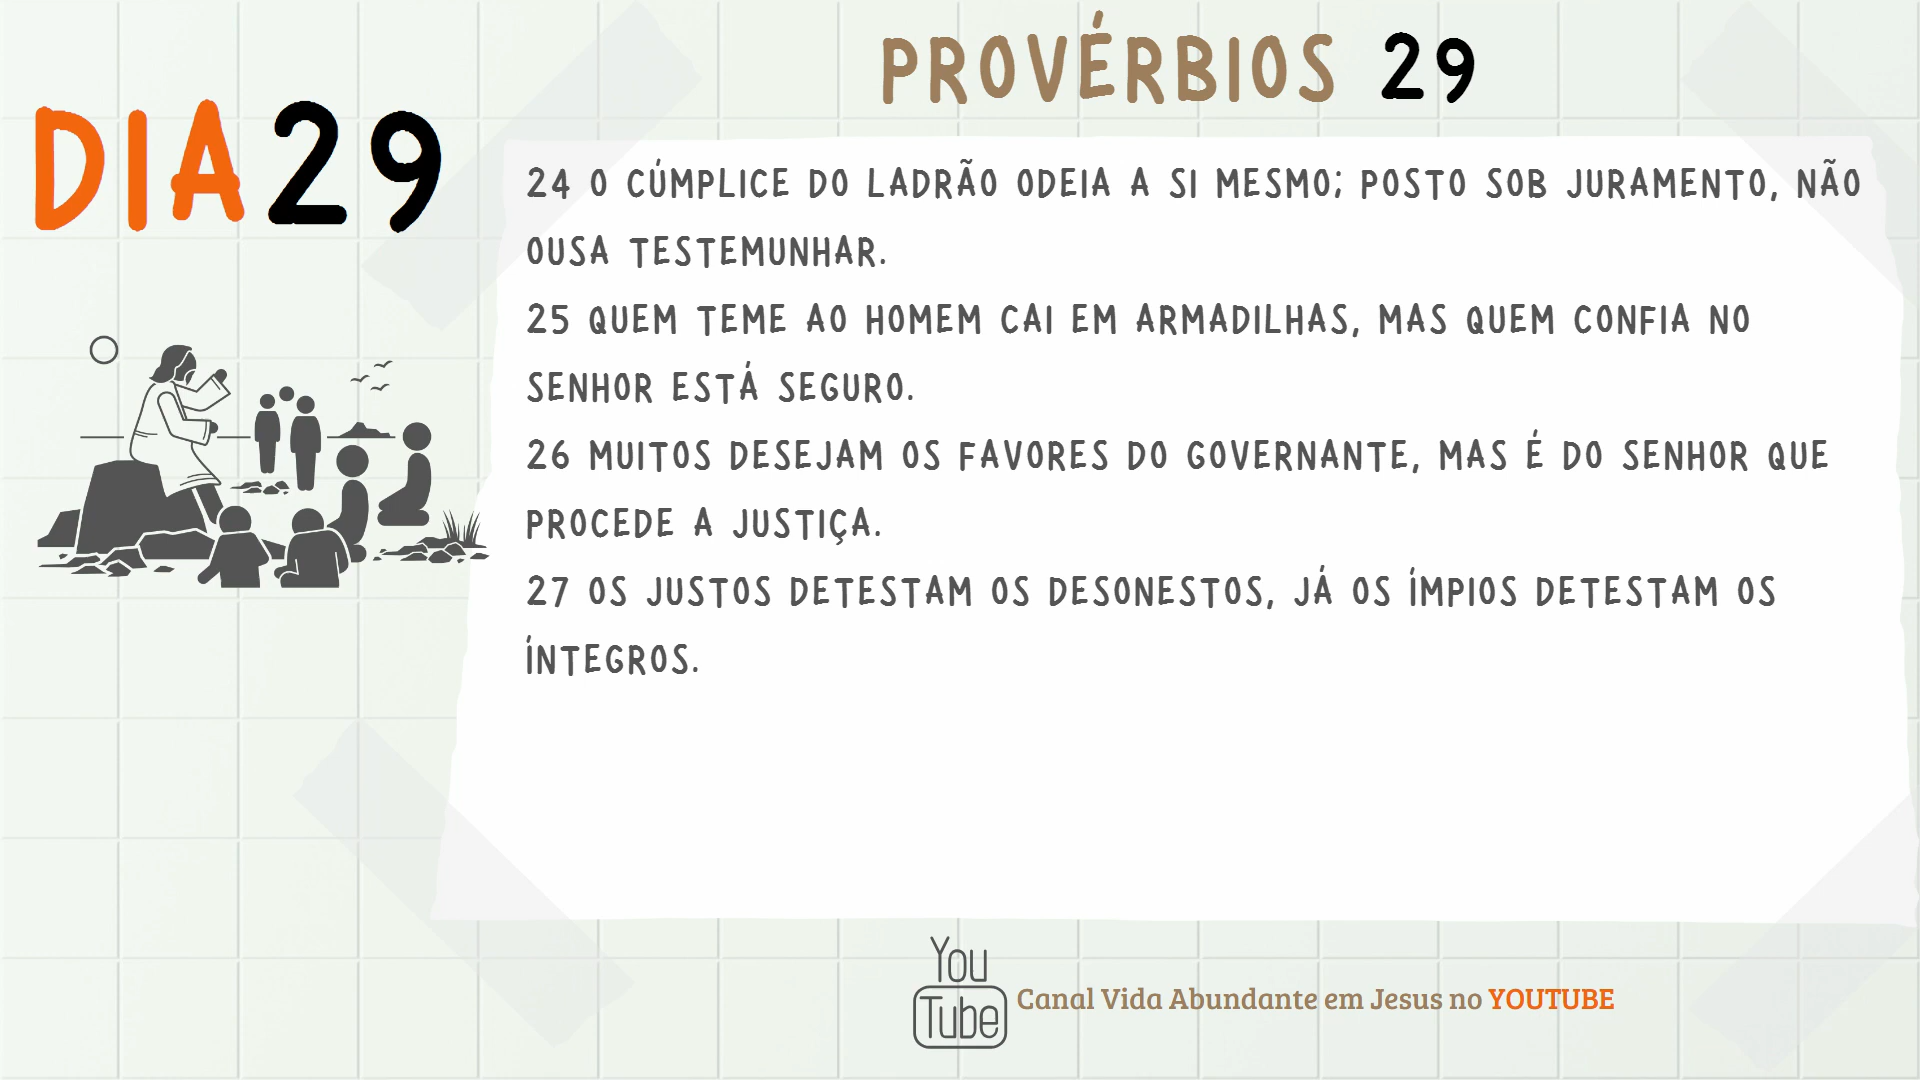 PROVÉRBIOS 29
DIA29
24 O CÚMPLICE DO LADRÃO ODEIA A SI MESMO; POSTO SOB JURAMENTO, NÃO
OUSA TESTEMUNHAR.
25 QUEM TEME AO HOMEM CAI EM ARMADILHAS, MAS QUEM CONFIA NO
SENHOR ESTÁ SEGURO.
26 MUITOS DESEJAM OS FAVORES DO GOVERNANTE, MAS É DO SENHOR QUE
PROCEDE A JUSTIÇA.
27 OS JUSTOS DETESTAM OS DESONESTOS, JÁ OS ÍMPIOS DETESTAM OS
ÍNTEGROS.
You
Tube
Canal Vida Abundante em Jesus no YOUTUBE